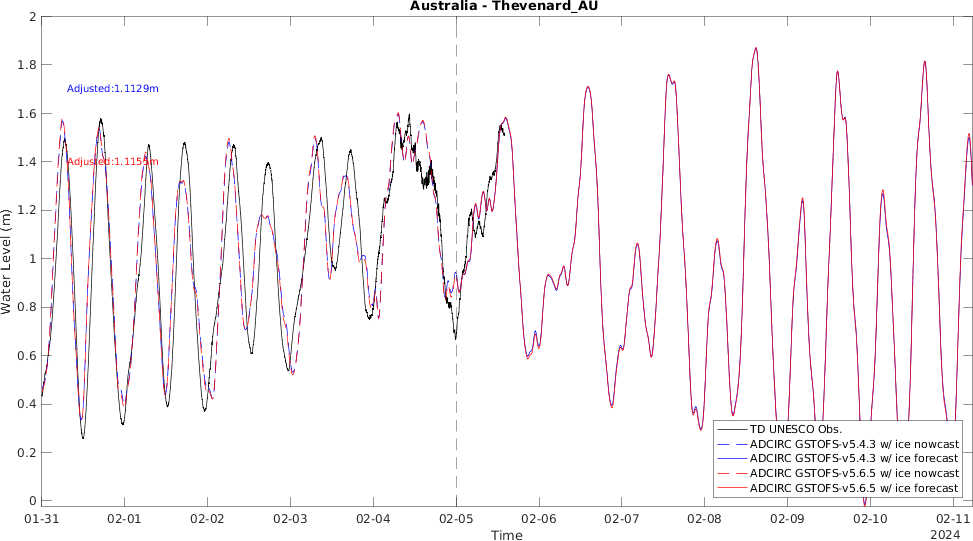 Australia - Thevenard_AU
Water Level (m)
2
1.8
1.6
1.4
1.2
1
0.8
0.6
0.4
0.2
0
Adjusted:1.1129m
TD UNESCO Obs.
ADCIRC GSTOFS-v5.4.3 w/ ice nowcast
ADCIRC GSTOFS-v5.4.3 w/ ice forecast
ADCIRC GSTOFS-v5.6.5 w/ ice nowcast
ADCIRC GSTOFS-v5.6.5 w/ ice forecast
01-31 02-01 02-02 02-03 02-04 02-05 02-06 02-07 02-08 02-09 02-10 02-11
Time
2024